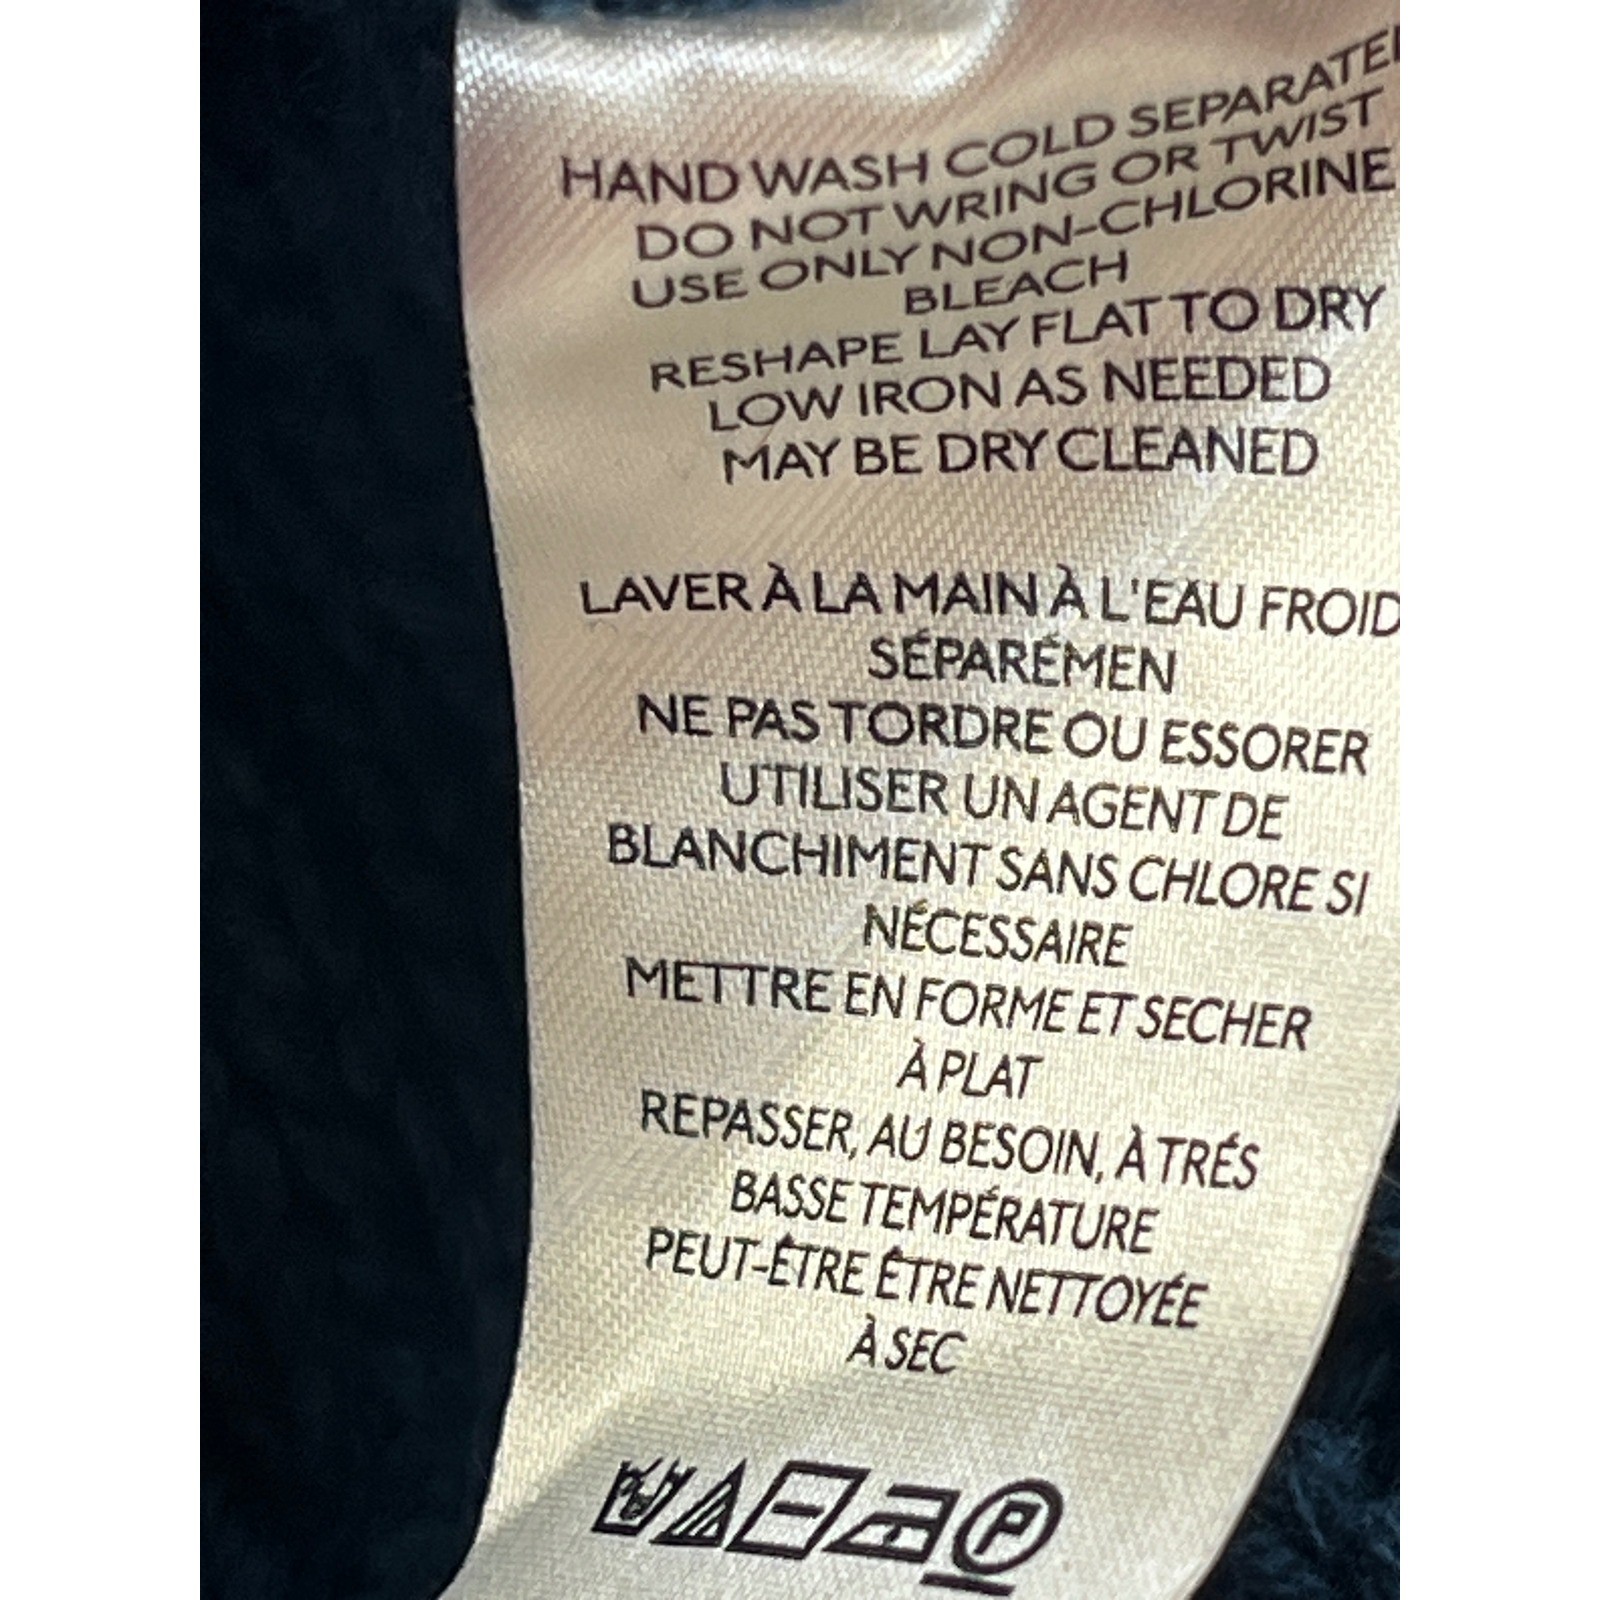 HAND WASH COLD SEPARATEL
DO NOT WRING OR TWIST
USE ONLY NON-CHLORINE
BLEACH
RESHAPE LAY FLAT TO DRY
LOW IRON AS NEEDED
MAY BE DRY CLEANED
LAVER À LA MAIN À L'EAU FROID
SÉPARÉMEN
NE PAS TORDRE OU ESSORER
UTILISER UN AGENT DE
BLANCHIMENT SANS CHLORE SI
NÉCESSAIRE
METTRE EN FORME ET SECHER
À PLAT
REPASSER, AU BESOIN, À TRÉS
BASSE TEMPÉRATURE
PEUT-ÊTRE ÊTRE NETTOYÉE
À SEC
P